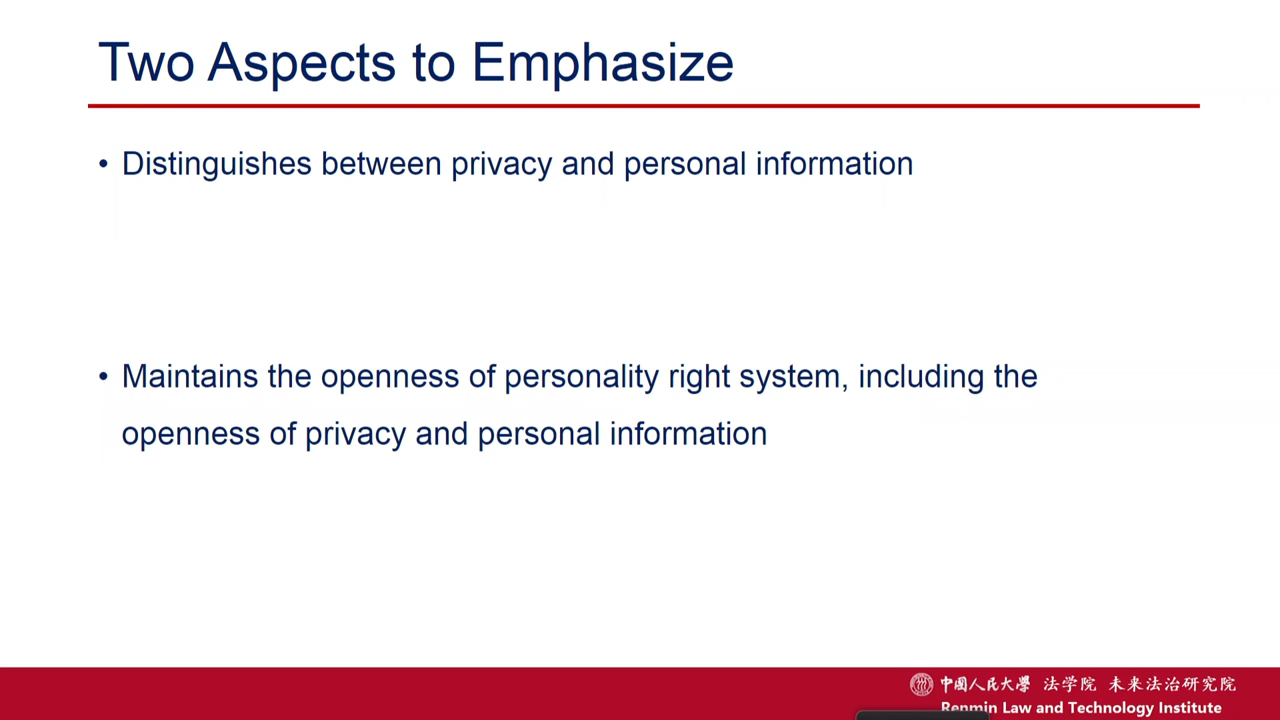 Two Aspects to Emphasize
• Distinguishes between privacy and personal information
• Maintains the openness of personality right system, including the
openness of privacy and personal information
中國人民大學 法学院 未来法治研究院
Renmin Law and Technology Institute